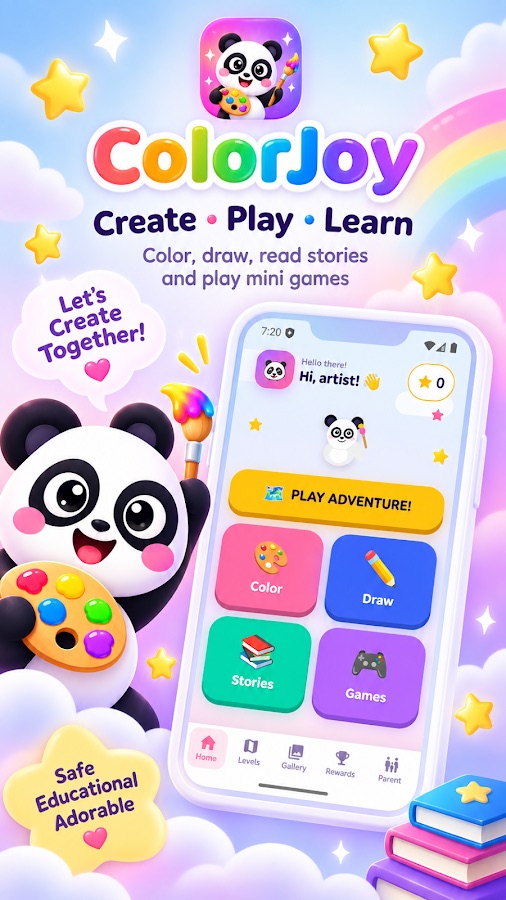 ColorJoy
Create • Play • Learn
Color, draw, read stories
and play mini games
Let's
Create
Together!
7:20
Hello there!
Hi, artist! 👋
0
PLAY ADVENTURE!
Color
Draw
Stories
Games
Home
Levels
Gallery
Rewards
Parent
Safe
Educational
Adorable